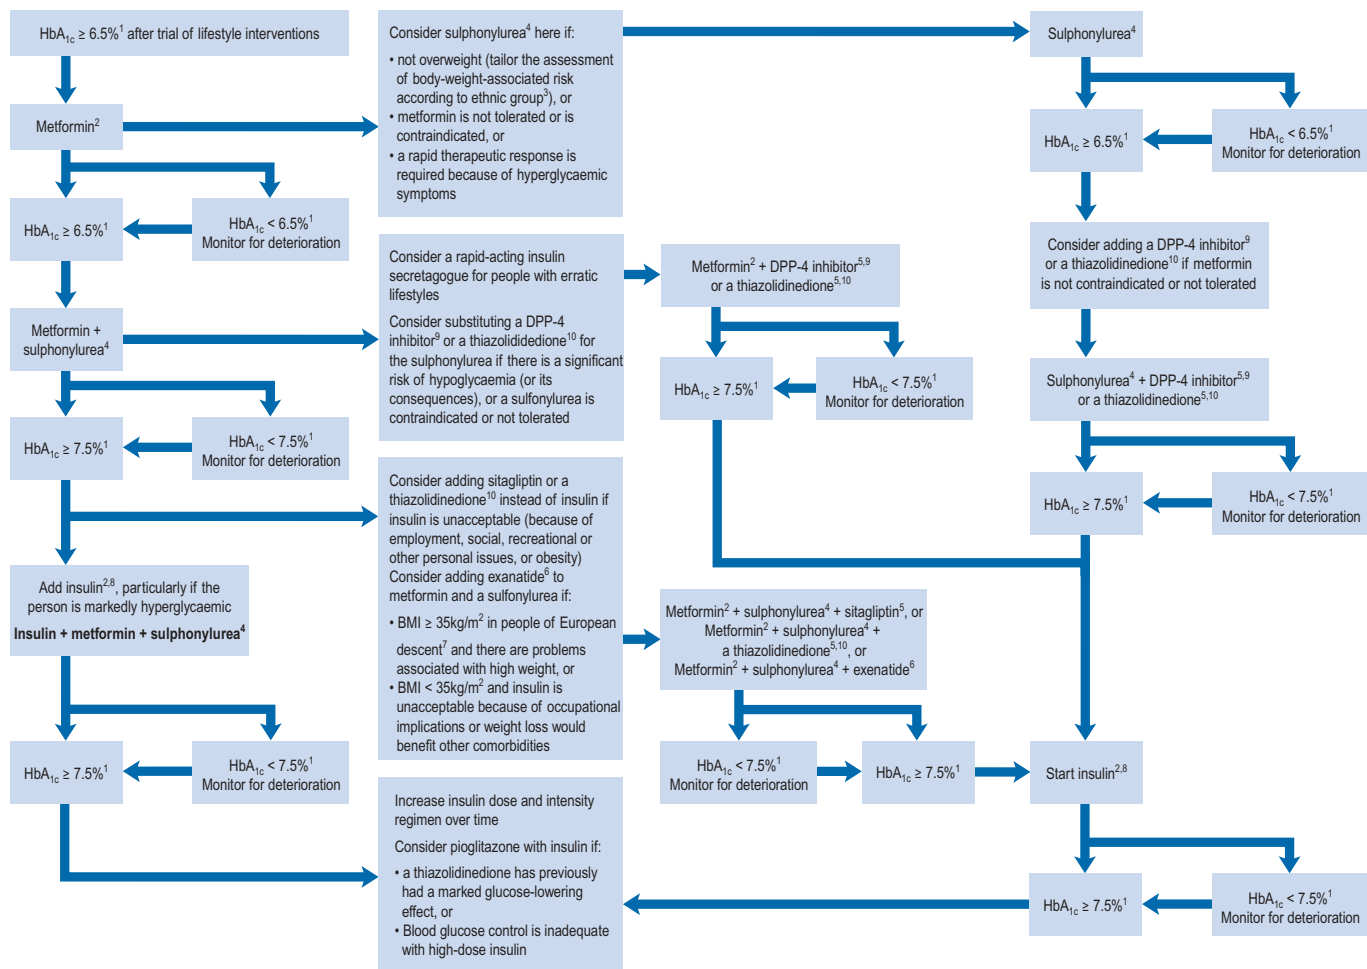 HbA1c ≥ 6.5%1 after trial of lifestyle interventions
Metformin2
HbA1c ≥ 6.5%1
HbA1c < 6.5%1
Monitor for deterioration
Metformin +
sulphonylurea4
HbA1c ≥ 7.5%1
HbA1c < 7.5%1
Monitor for deterioration
Add insulin2,8, particularly if the
person is markedly hyperglycaemic
Insulin + metformin + sulphonylurea4
HbA1c ≥ 7.5%1
HbA1c < 7.5%1
Monitor for deterioration
Consider sulphonylurea4 here if:
• not overweight (tailor the assessment
of body-weight-associated risk
according to ethnic group3), or
• metformin is not tolerated or is
contraindicated, or
• a rapid therapeutic response is
required because of hyperglycaemic
symptoms
Consider a rapid-acting insulin
secretagogue for people with erratic
lifestyles
Consider substituting a DPP-4
inhibitor9 or a thiazolididedione10 for
the sulphonylurea if there is a significant
risk of hypoglycaemia (or its
consequences), or a sulfonylurea is
contraindicated or not tolerated
Consider adding sitagliptin or a
thiazolidinedione10 instead of insulin if
insulin is unacceptable (because of
employment, social, recreational or
other personal issues, or obesity)
Consider adding exanatide6 to
metformin and a sulfonylurea if:
• BMI ≥ 35kg/m2 in people of European
descent7 and there are problems
associated with high weight, or
• BMI < 35kg/m2 and insulin is
unacceptable because of occupational
implications or weight loss would
benefit other comorbidities
Increase insulin dose and intensity
regimen over time
Consider pioglitazone with insulin if:
• a thiazolidinedione has previously
had a marked glucose-lowering
effect, or
• Blood glucose control is inadequate
with high-dose insulin
Metformin2 + DPP-4 inhibitor5,9
or a thiazolidinedione5,10
HbA1c ≥ 7.5%1
HbA1c < 7.5%1
Monitor for deterioration
Metformin2 + sulphonylurea4 + sitagliptin5, or
Metformin2 + sulphonylurea4 +
a thiazolidinedione5,10, or
Metformin2 + sulphonylurea4 + exenatide6
HbA1c < 7.5%1
Monitor for deterioration
HbA1c ≥ 7.5%1
Sulphonylurea4
HbA1c ≥ 6.5%1
HbA1c < 6.5%1
Monitor for deterioration
Consider adding a DPP-4 inhibitor9
or a thiazolidinedione10 if metformin
is not contraindicated or not tolerated
Sulphonylurea4 + DPP-4 inhibitor5,9
or a thiazolidinedione5,10
HbA1c ≥ 7.5%1
HbA1c < 7.5%1
Monitor for deterioration
Start insulin2,8
HbA1c ≥ 7.5%1
HbA1c < 7.5%1
Monitor for deterioration